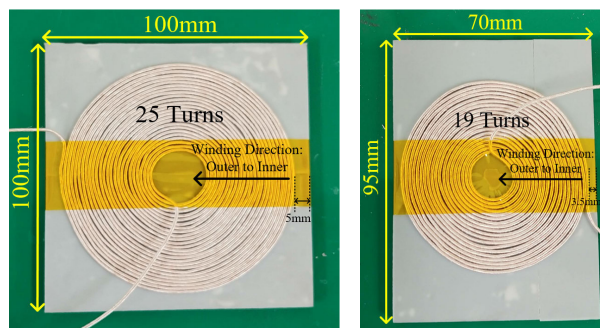 100mm
100mm
25 Turns
Winding Direction:
Outer to Inner
5mm
70mm
95mm
19 Turns
Winding Direction:
Outer to Inner
3.5mm